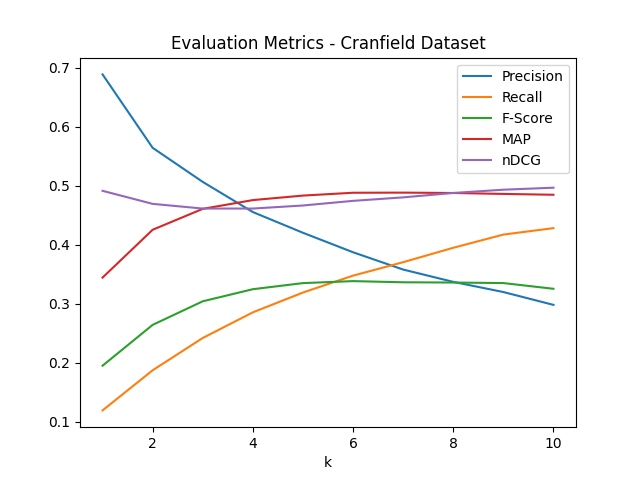 Evaluation Metrics - Cranfield Dataset
0.7
0.6
0.5
0.4
0.3
0.2
0.1
Precision
Recall
F-Score
MAP
nDCG
2
4
6
8
10
k